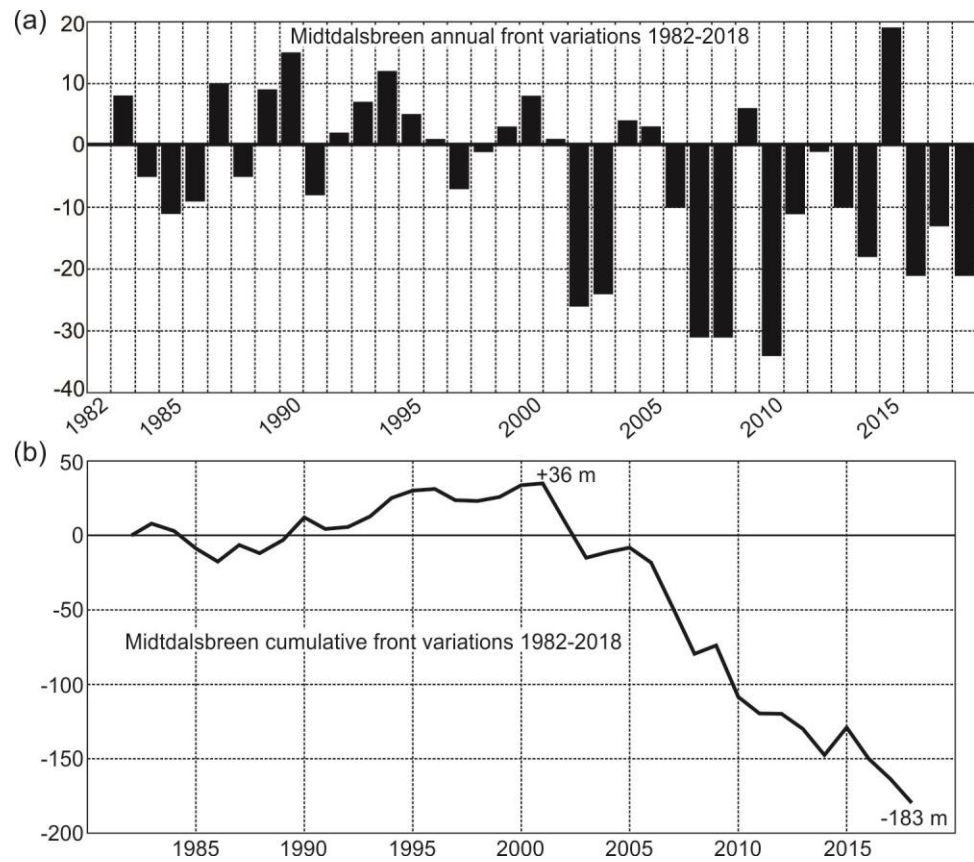 (a)
Midtdalsbreen annual front variations 1982-2018
20
10
0
-10
-20
-30
-40
1982 1985 1990 1995 2000 2005 2010 2015
(b)
50
+36 m
0
-50
Midtdalsbreen cumulative front variations 1982-2018
-100
-150
-183 m
-200
1985 1990 1995 2000 2005 2010 2015